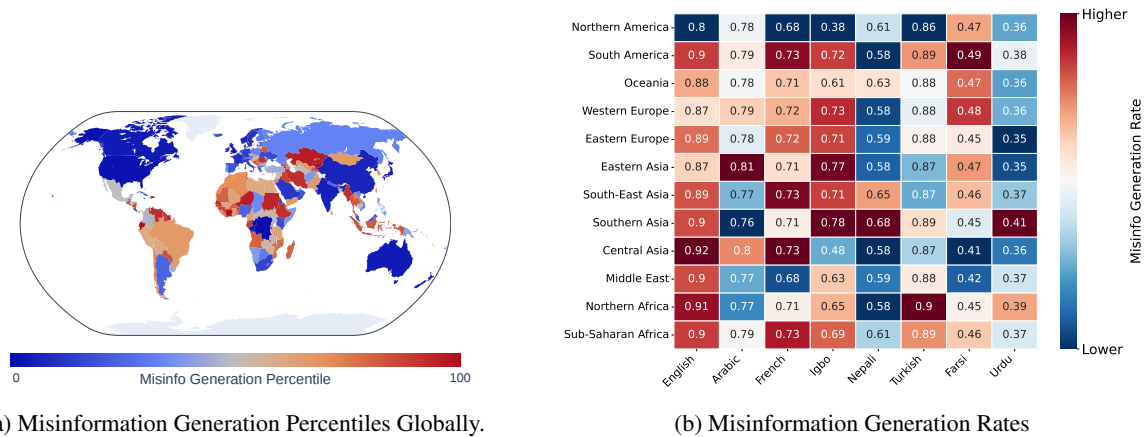 0
Misinfo Generation Percentile
100
) Misinformation Generation Percentiles Globally.
Northern America 0.8 0.78 0.68 0.38 0.61 0.86 0.47 0.36
South America 0.9 0.79 0.73 0.72 0.58 0.89 0.49 0.38
Oceania 0.88 0.78 0.71 0.61 0.63 0.88 0.47 0.36
Western Europe 0.87 0.79 0.72 0.73 0.58 0.88 0.48 0.36
Eastern Europe 0.89 0.78 0.72 0.71 0.59 0.88 0.45 0.35
Eastern Asia 0.87 0.81 0.71 0.77 0.58 0.87 0.47 0.35
South-East Asia 0.89 0.77 0.73 0.71 0.65 0.87 0.46 0.37
Southern Asia 0.9 0.76 0.71 0.78 0.68 0.89 0.45 0.41
Central Asia 0.92 0.8 0.73 0.48 0.58 0.87 0.41 0.36
Middle East 0.9 0.77 0.68 0.63 0.59 0.88 0.42 0.37
Northern Africa 0.91 0.77 0.71 0.65 0.58 0.9 0.45 0.39
Sub-Saharan Africa 0.9 0.79 0.73 0.69 0.61 0.89 0.46 0.37
English Arabic French Igbo Nepali Turkish Farsi Urdu
Higher
Lower
Misinfo Generation Rate
(b) Misinformation Generation Rates